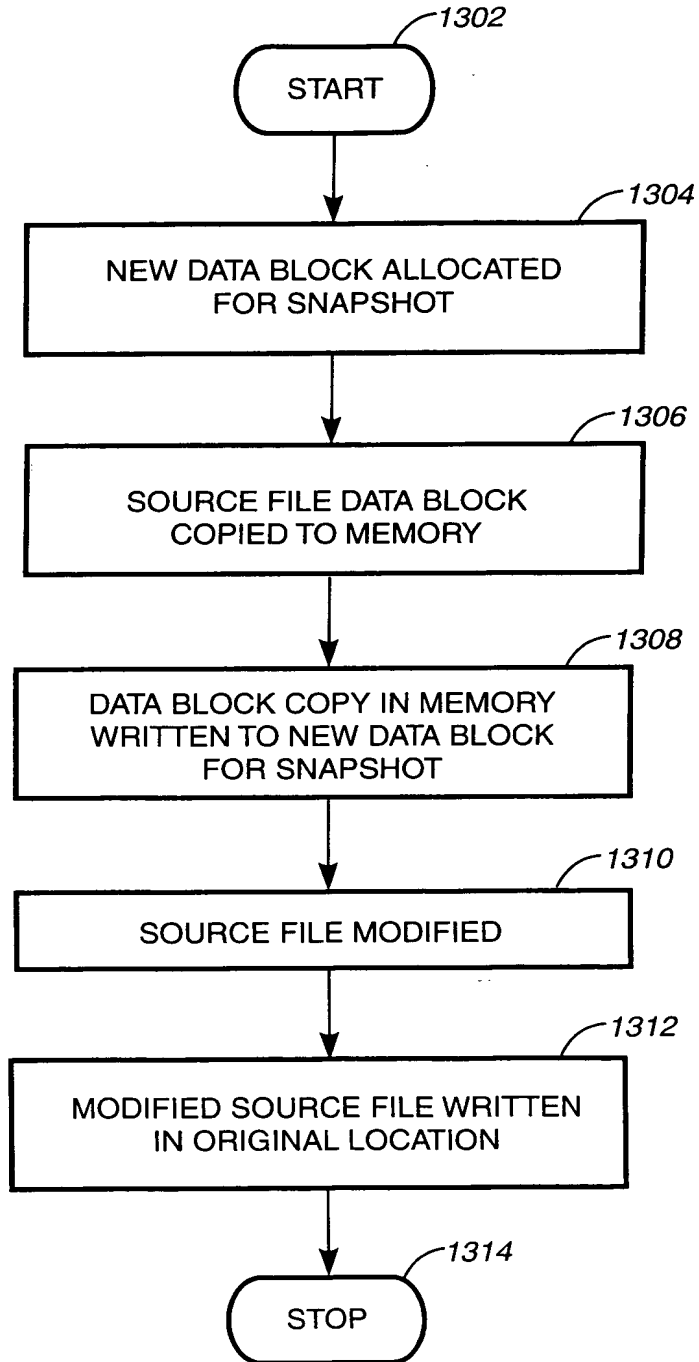 1302
START
1304
NEW DATA BLOCK ALLOCATED
FOR SNAPSHOT
1306
SOURCE FILE DATA BLOCK
COPIED TO MEMORY
1308
DATA BLOCK COPY IN MEMORY
WRITTEN TO NEW DATA BLOCK
FOR SNAPSHOT
1310
SOURCE FILE MODIFIED
1312
MODIFIED SOURCE FILE WRITTEN
IN ORIGINAL LOCATION
1314
STOP